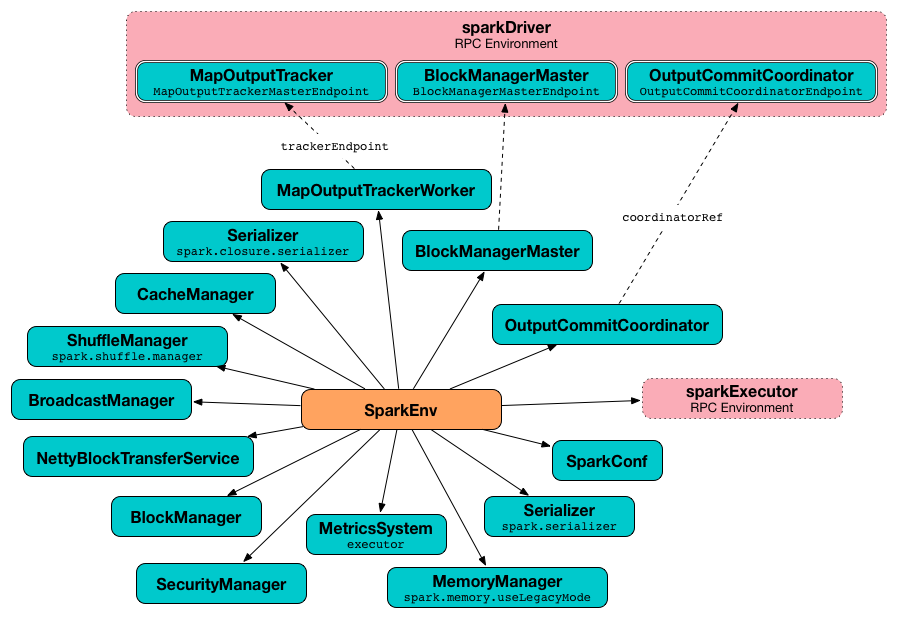 sparkDriver
RPC Environment
MapOutputTracker
MapOutputTrackerMasterEndpoint
BlockManagerMaster
BlockManagerMasterEndpoint
OutputCommitCoordinator
OutputCommitCoordinatorEndpoint
trackerEndpoint
MapOutputTrackerWorker
coordinatorRef
Serializer
spark.closure.serializer
BlockManagerMaster
CacheManager
OutputCommitCoordinator
ShuffleManager
spark.shuffle.manager
BroadcastManager
SparkEnv
sparkExecutor
RPC Environment
NettyBlockTransferService
SparkConf
BlockManager
MetricsSystem
executor
Serializer
spark.serializer
SecurityManager
MemoryManager
spark.memory.useLegacyMode